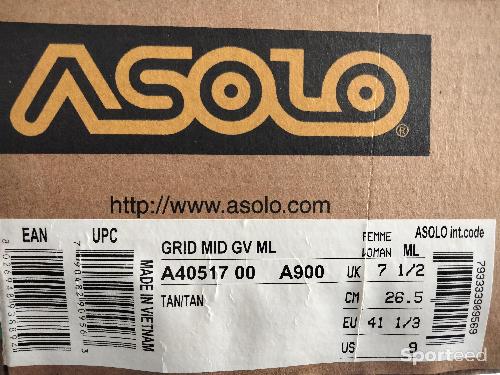 ASOLO®
http://www.asolo.com
EAN
UPC
MADE IN VIETNAM
GRID MID GV ML
A40517 00 A900
TAN/TAN
FEMME
WOMAN ML
UK 7 1/2
CM 26.5
EU 41 1/3
US 9
ASOLO int.code
793333909569
Sporteed